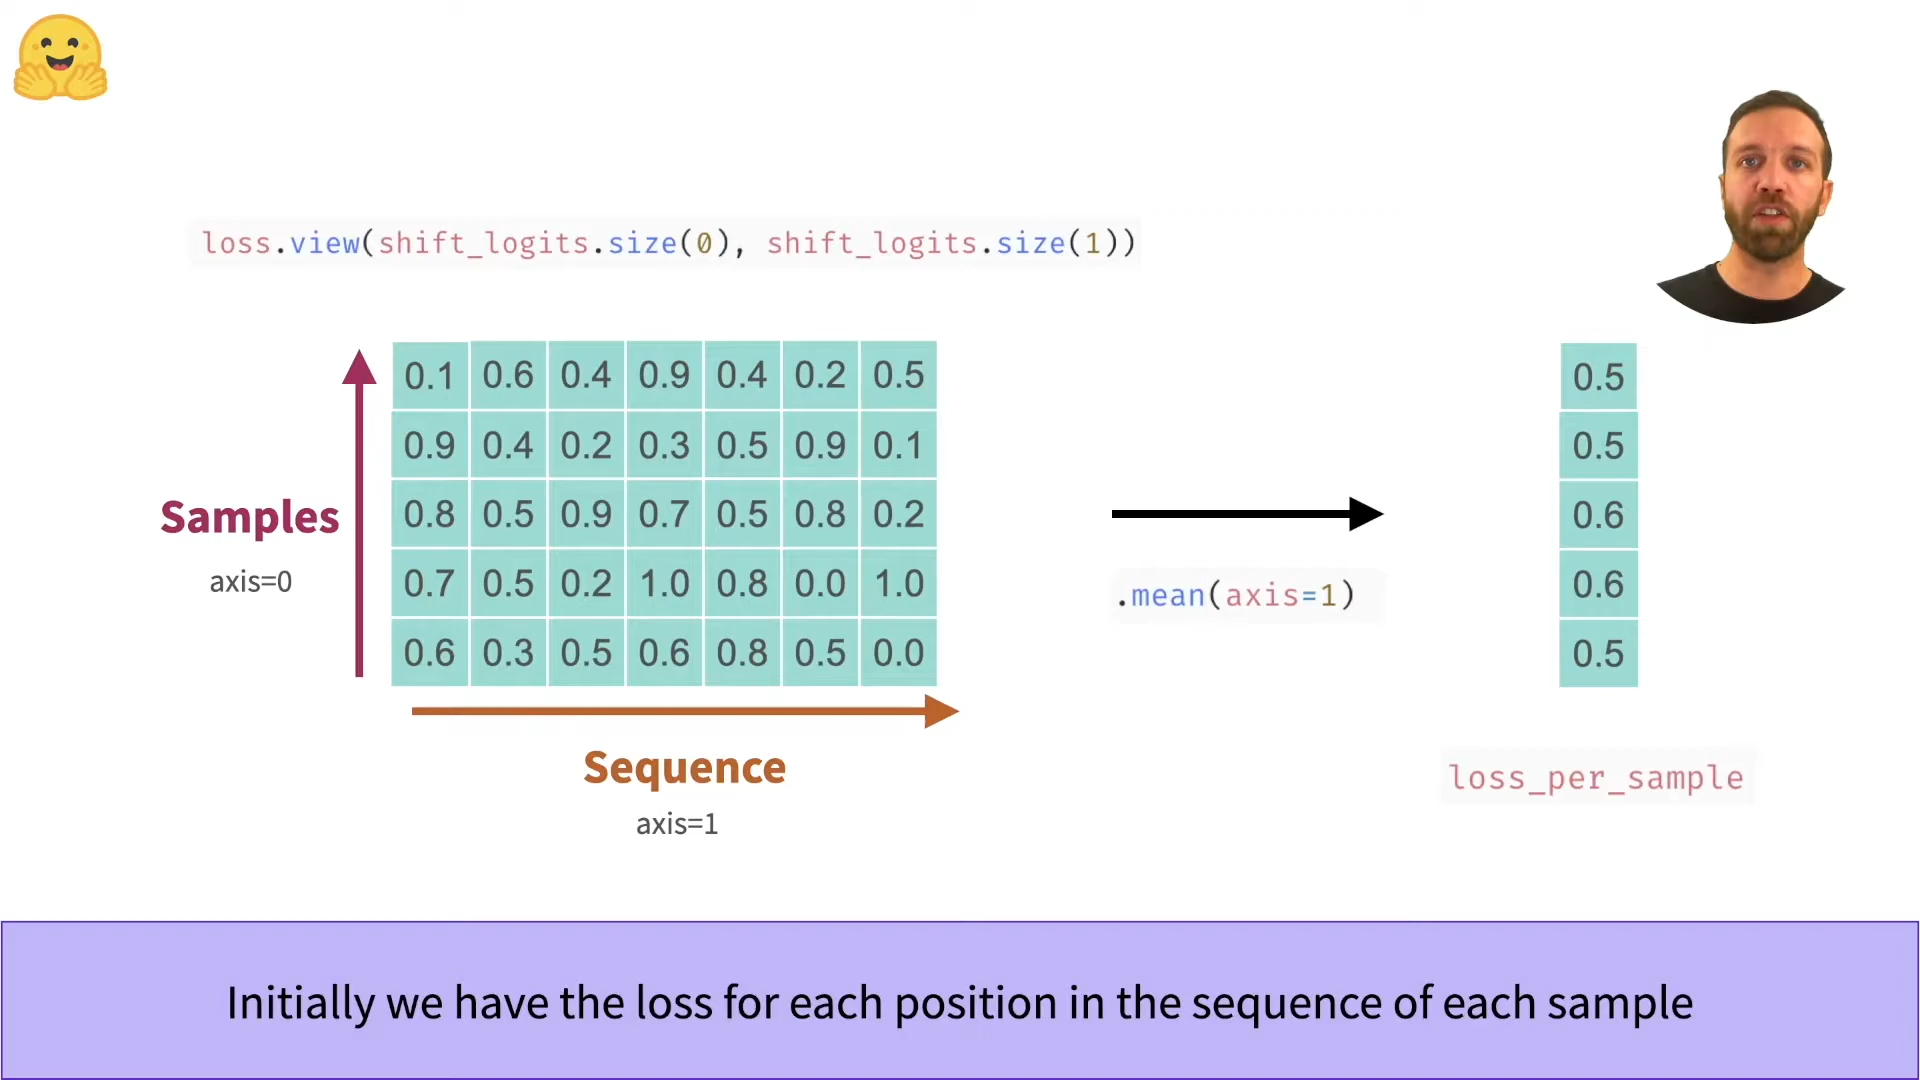 loss.view(shift_logits.size(0), shift_logits.size(1))
0.1 0.6 0.4 0.9 0.4 0.2 0.5
0.9 0.4 0.2 0.3 0.5 0.9 0.1
0.8 0.5 0.9 0.7 0.5 0.8 0.2
0.7 0.5 0.2 1.0 0.8 0.0 1.0
0.6 0.3 0.5 0.6 0.8 0.5 0.0
Samples
axis=0
Sequence
axis=1
.mean(axis=1)
0.5
0.5
0.6
0.6
0.5
loss_per_sample
Initially we have the loss for each position in the sequence of each sample